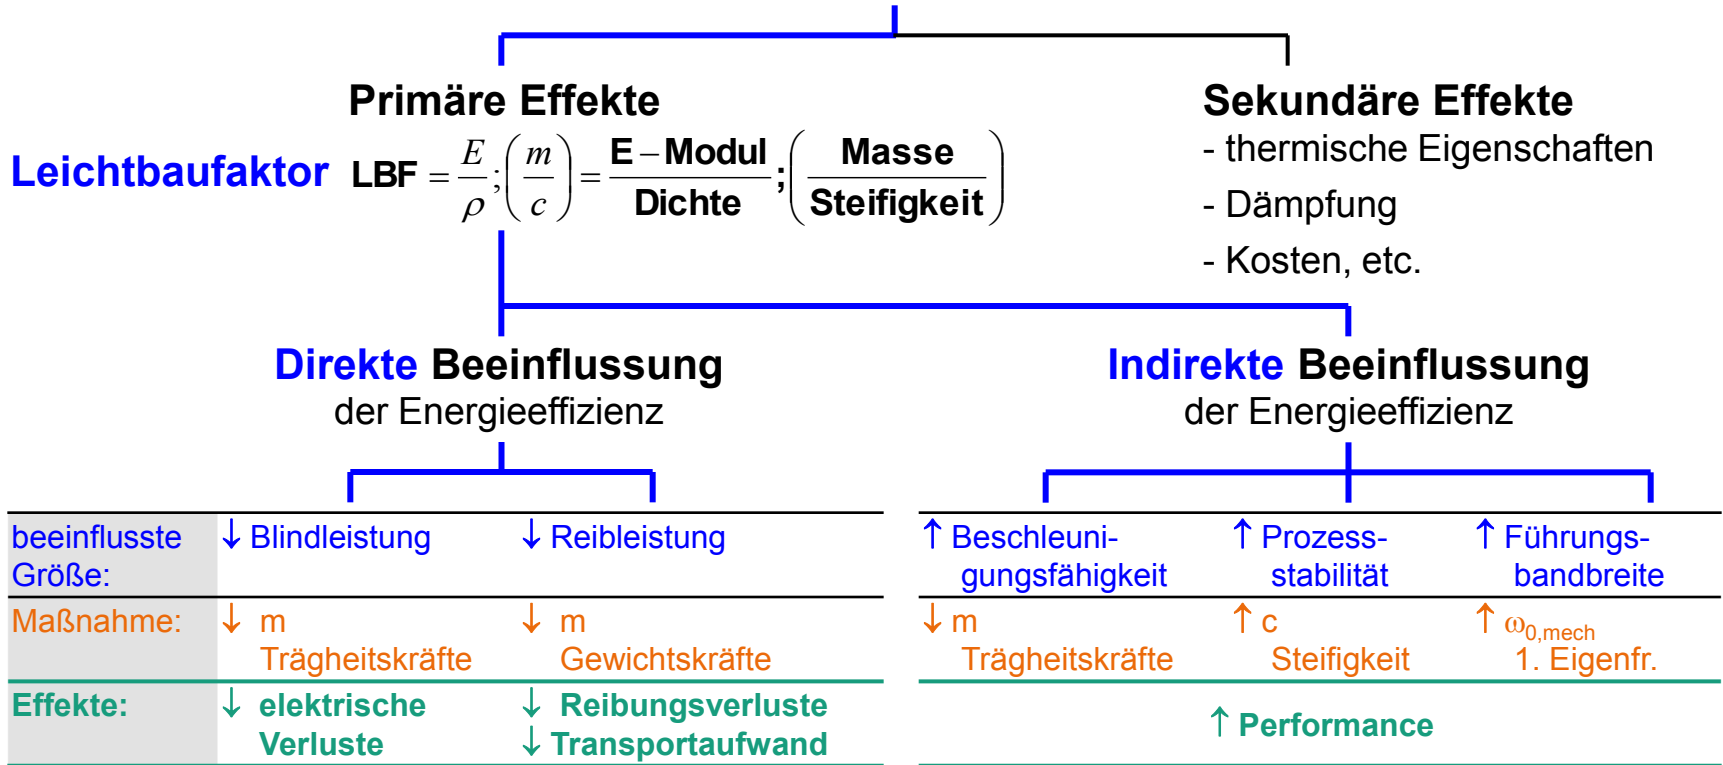 Primäre Effekte
Leichtbaufaktor LBF = E/ρ ; (m/c) = E–Modul/Dichte ; (Masse/Steifigkeit)
Sekundäre Effekte
- thermische Eigenschaften
- Dämpfung
- Kosten, etc.
Direkte Beeinflussung
der Energieeffizienz
Indirekte Beeinflussung
der Energieeffizienz
beeinflusste
Größe:
↓ Blindleistung
↓ Reibleistung
↑ Beschleuni-
gungsfähigkeit
↑ Prozess-
stabilität
↑ Führungs-
bandbreite
Maßnahme:
↓ m
Trägheitskräfte
↓ m
Gewichtskräfte
↓ m
Trägheitskräfte
↑ c
Steifigkeit
↑ ω0,mech
1. Eigenfr.
Effekte:
↓ elektrische
Verluste
↓ Reibungsverluste
↓ Transportaufwand
↑ Performance